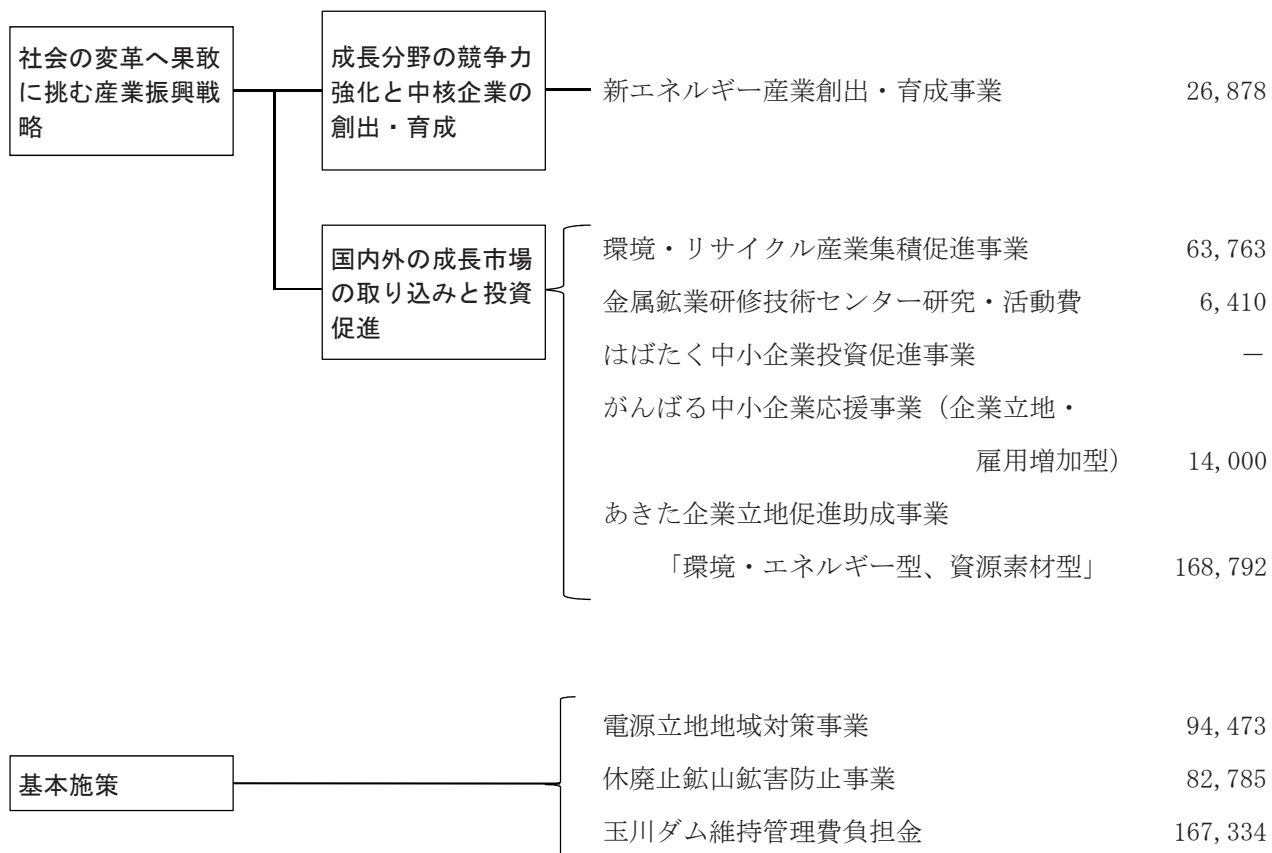 社会の変革へ果敢
に挑む産業振興戦
略
成長分野の競争力
強化と中核企業の
創出・育成
新エネルギー産業創出・育成事業 26,878
国内外の成長市場
の取り込みと投資
促進
環境・リサイクル産業集積促進事業 63,763
金属鉱業研修技術センター研究・活動費 6,410
はばたく中小企業投資促進事業 －
がんばる中小企業応援事業（企業立地・
雇用増加型） 14,000
あきた企業立地促進助成事業
「環境・エネルギー型、資源素材型」 168,792
基本施策
電源立地地域対策事業 94,473
休廃止鉱山鉱害防止事業 82,785
玉川ダム維持管理費負担金 167,334